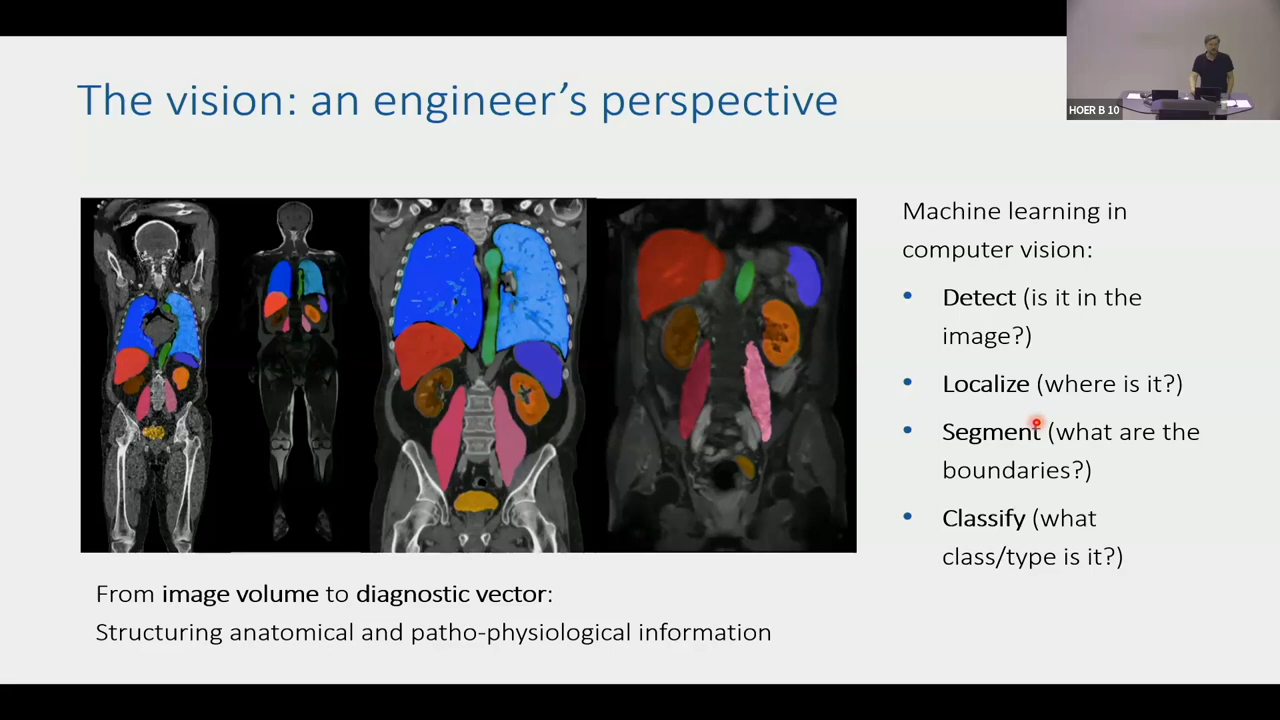 The vision: an engineer's perspective
HOER B 10
Machine learning in
computer vision:
• Detect (is it in the
image?)
• Localize (where is it?)
• Segment (what are the
boundaries?)
• Classify (what
class/type is it?)
From image volume to diagnostic vector:
Structuring anatomical and patho-physiological information